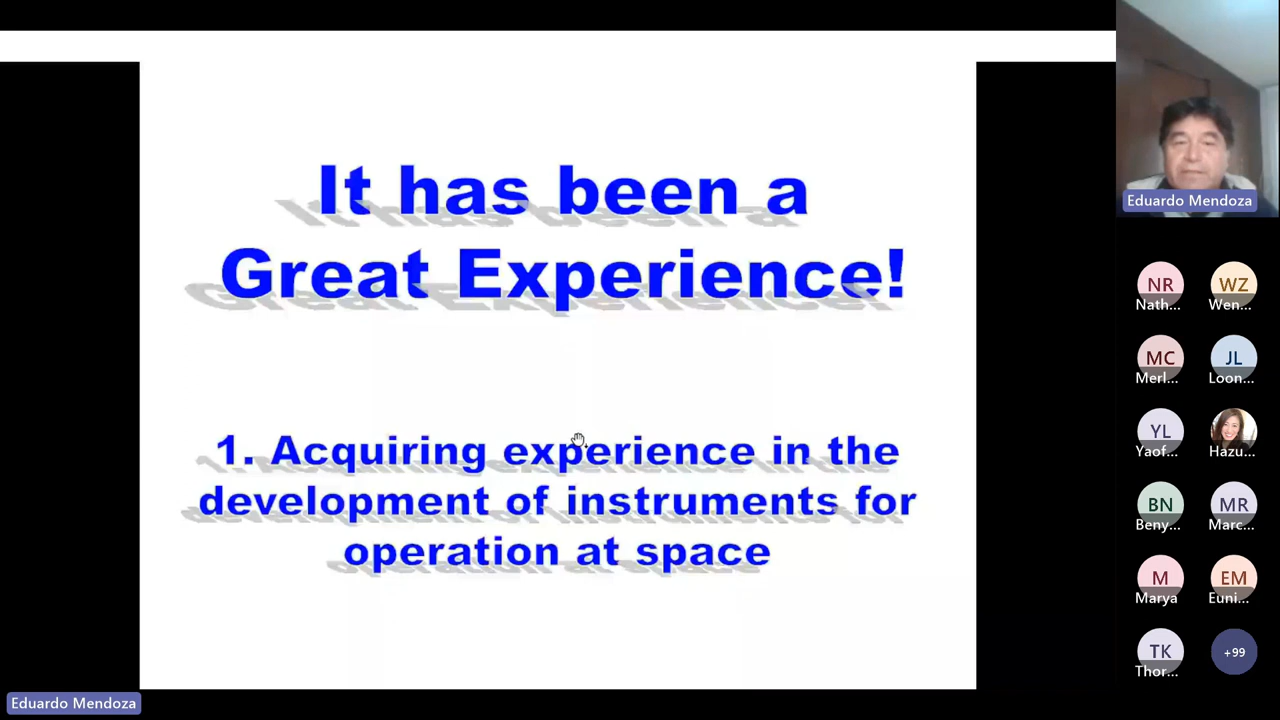 It has been a
Great Experience!
1. Acquiring experience in the
development of instruments for
operation at space
Eduardo Mendoza
NR
Nath...
WZ
Wen...
MC
Merl...
JL
Loon...
YL
Yaof...
Hazu...
BN
Beny...
MR
Marc...
M
Marya
EM
Euni...
TK
Thor...
+99
Eduardo Mendoza